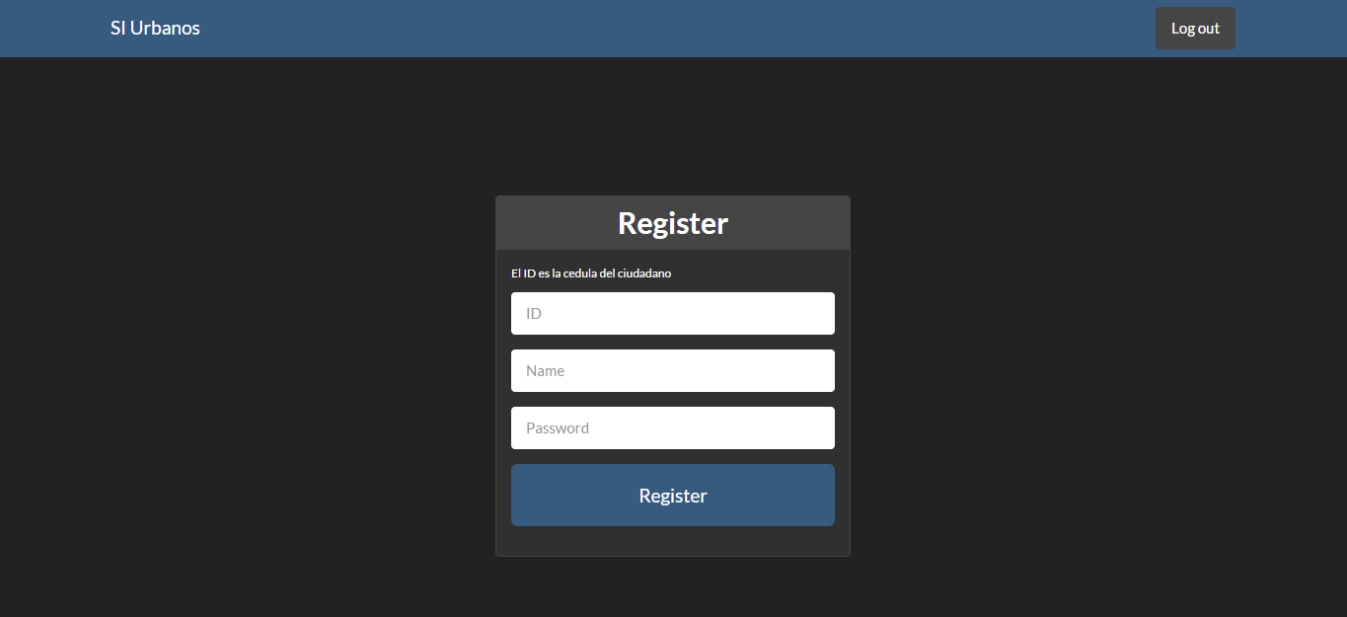 SI Urbanos
Log out
Register
El ID es la cedula del ciudadano
ID
Name
Password
Register